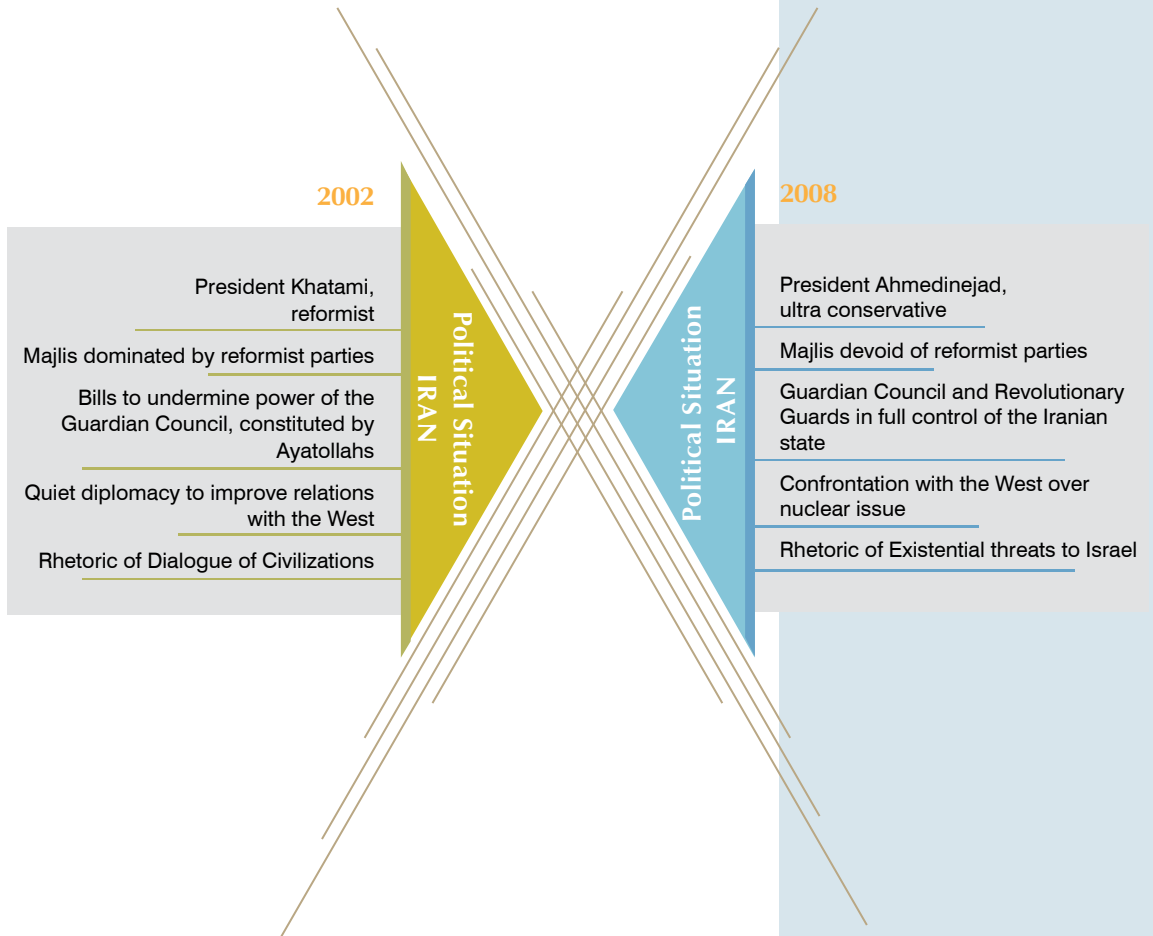 2002
President Khatami,
reformist
Majlis dominated by reformist parties
Bills to undermine power of the
Guardian Council, constituted by
Ayatollahs
Quiet diplomacy to improve relations
with the West
Rhetoric of Dialogue of Civilizations
Political Situation
IRAN
2008
Political Situation
IRAN
President Ahmedinejad,
ultra conservative
Majlis devoid of reformist parties
Guardian Council and Revolutionary
Guards in full control of the Iranian
state
Confrontation with the West over
nuclear issue
Rhetoric of Existential threats to Israel